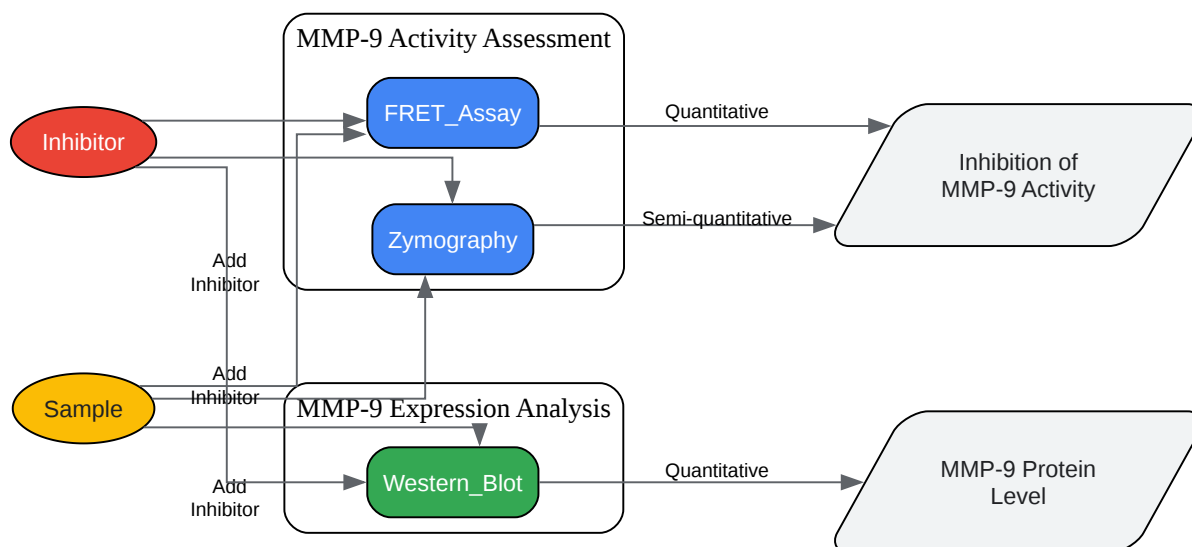 MMP-9 Activity Assessment
FRET_Assay
Quantitative
Inhibitor
Inhibition of
MMP-9 Activity
Zymography
Semi-quantitative
Add
Inhibitor
Add
Inhibitor
Sample
MMP-9 Expression Analysis
Western_Blot
Quantitative
MMP-9 Protein
Level
Add
Inhibitor